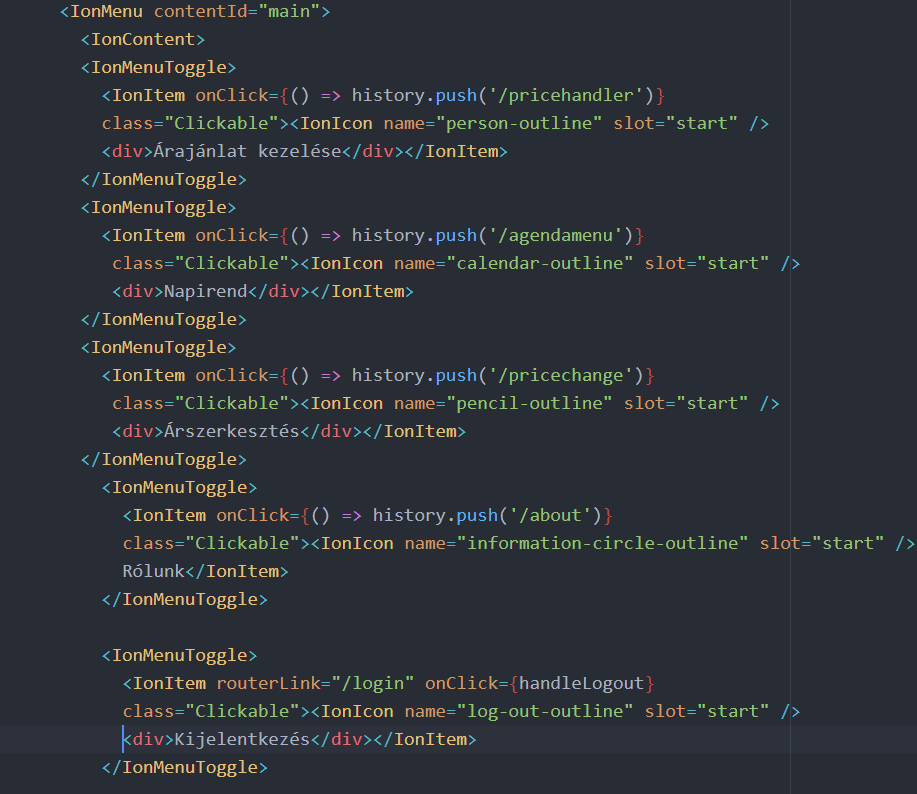 <IonMenu contentId="main">
<IonContent>
<IonMenuToggle>
<IonItem onClick={() => history.push('/pricehandler')}
class="Clickable"><IonIcon name="person-outline" slot="start" />
<div>Árajánlat kezelése</div></IonItem>
</IonMenuToggle>
<IonMenuToggle>
<IonItem onClick={() => history.push('/agendamenu')}
class="Clickable"><IonIcon name="calendar-outline" slot="start" />
<div>Napirend</div></IonItem>
</IonMenuToggle>
<IonMenuToggle>
<IonItem onClick={() => history.push('/pricechange')}
class="Clickable"><IonIcon name="pencil-outline" slot="start" />
<div>Árszerkesztés</div></IonItem>
</IonMenuToggle>
<IonMenuToggle>
<IonItem onClick={() => history.push('/about')}
class="Clickable"><IonIcon name="information-circle-outline" slot="start" />
Rólunk</IonItem>
</IonMenuToggle>
<IonMenuToggle>
<IonItem routerLink="/login" onClick={handleLogout}
class="Clickable"><IonIcon name="log-out-outline" slot="start" />
<div>Kijelentkezés</div></IonItem>
</IonMenuToggle>